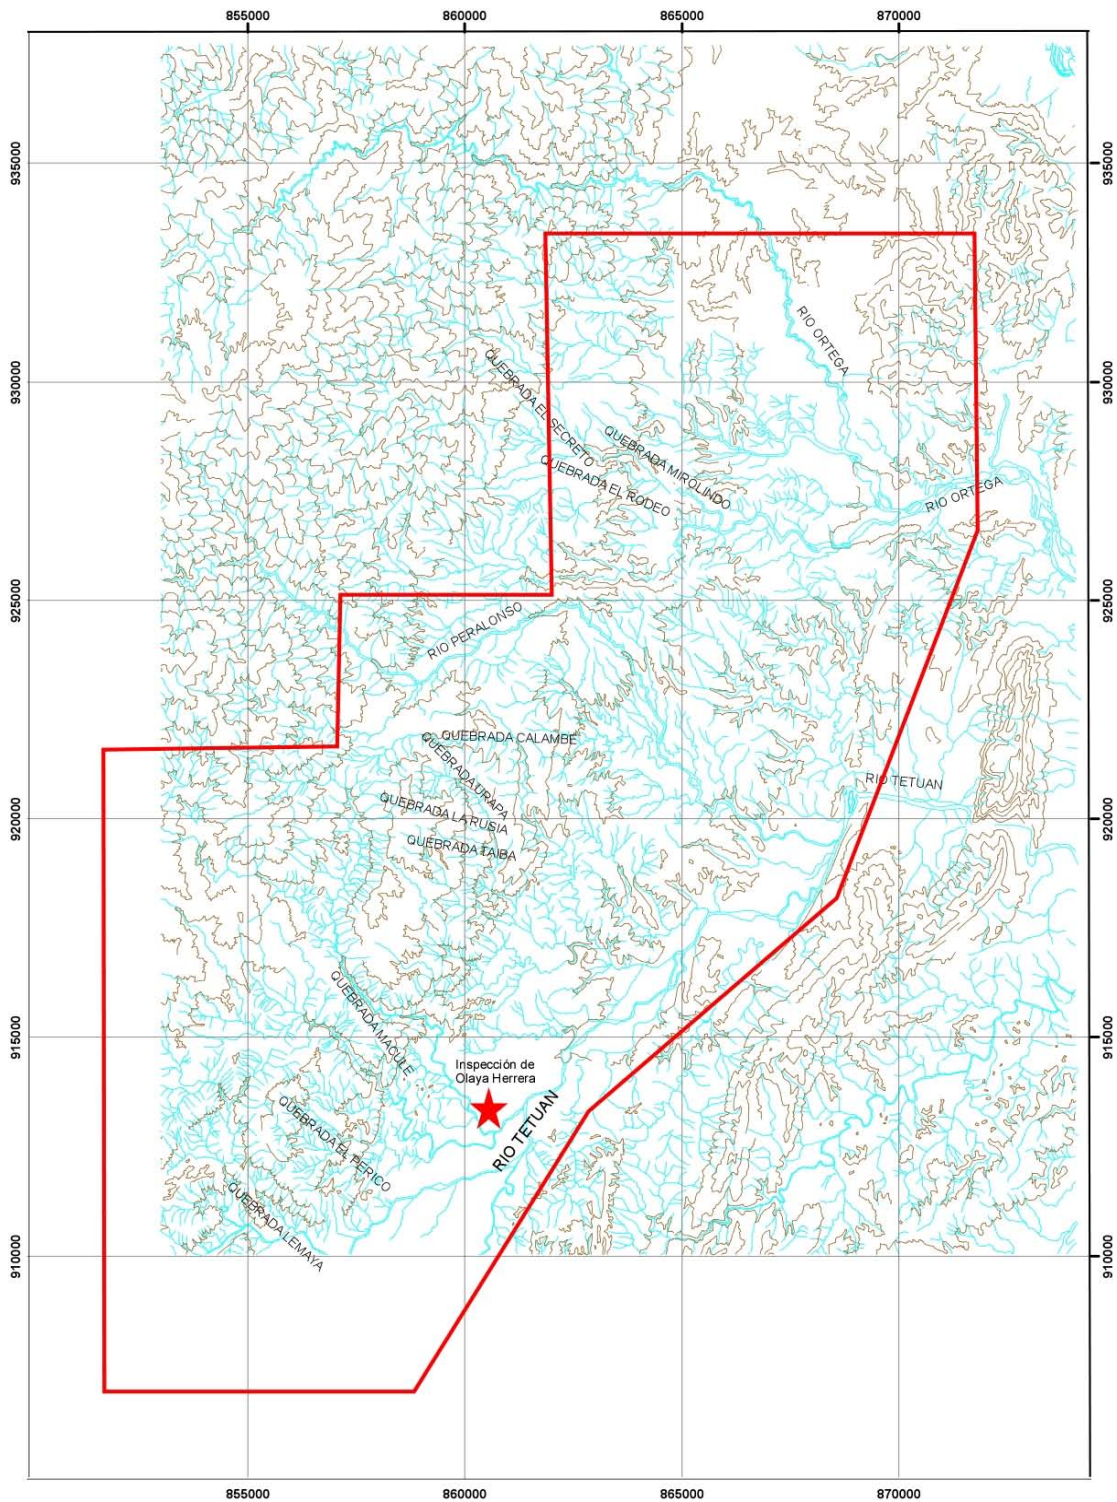 855000
860000
865000
870000
935000
935000
RIO ORTEGA
QUEBRADA EL SECRETO
930000
930000
QUEBRADA MIROLINDO
QUEBRADA EL RODEO
RIO ORTEGA
925000
925000
RIO PERALONSO
QUEBRADA CALAMBE
QUEBRADA URAPA
RIO TETUAN
QUEBRADA LA RUSIA
920000
920000
QUEBRADA TAIBA
QUEBRADA MACULE
915000
915000
Inspección de
Olaya Herrera
RIO TETUAN
QUEBRADA EL PERICO
QUEBRADA LEMAYA
910000
910000
855000
860000
865000
870000